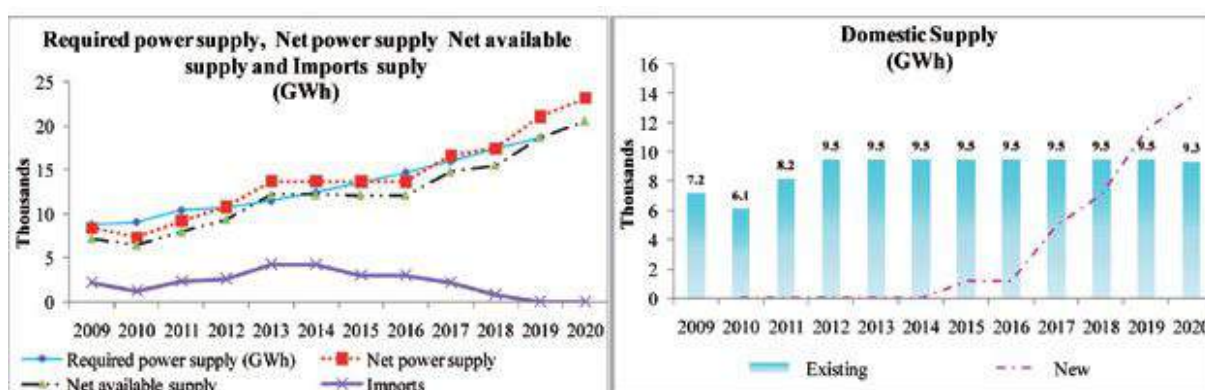 Required power supply, Net power supply Net available
supply and Imports suply
(GWh)
25
20
15
10
5
0
Thousands
2009 2010 2011 2012 2013 2014 2015 2016 2017 2018 2019 2020
Required power supply (GWh) Net power supply
Net available supply Imports
Domestic Supply
(GWh)
16
14
12
10
8
6
4
2
0
Thousands
7.2 6.1 8.2 9.5 9.5 9.5 9.5 9.5 9.5 9.5 9.5 9.3
2009 2010 2011 2012 2013 2014 2015 2016 2017 2018 2019 2020
Existing New